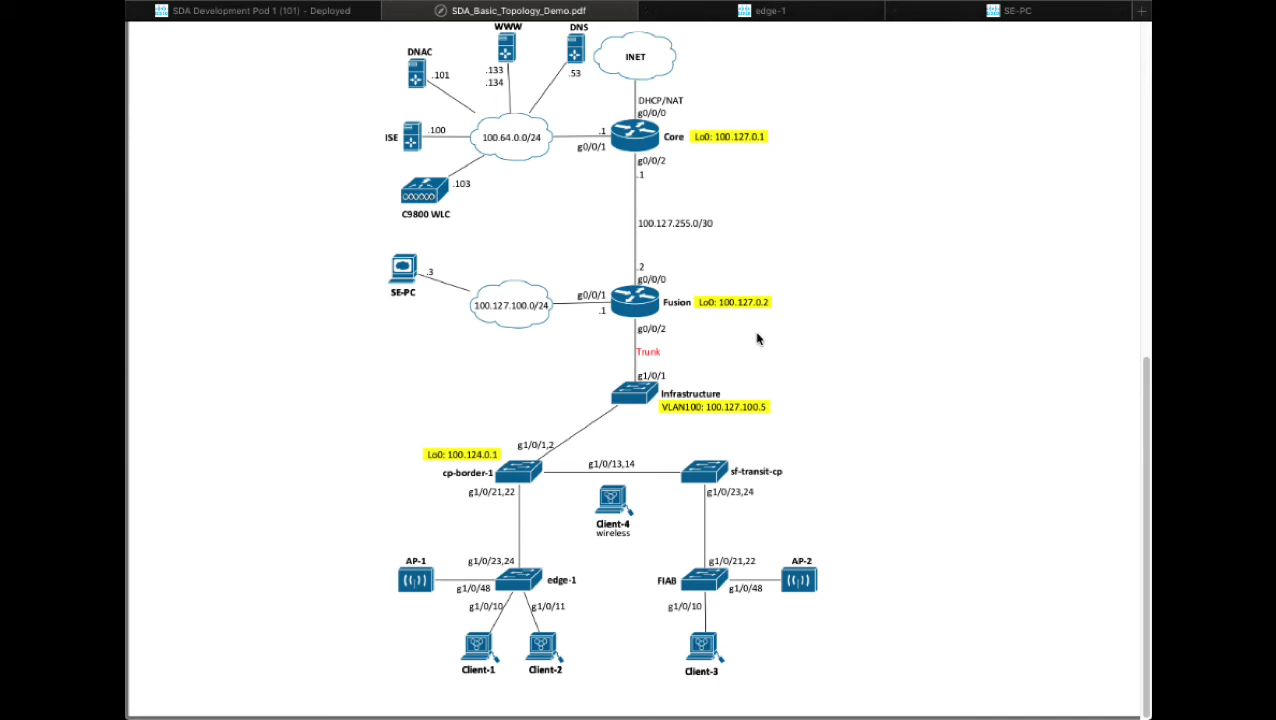 SDA Development Pod 1 (101) - Deployed
SDA_Basic_Topology_Demo.pdf
edge-1
SE-PC
WWW
DNS
DNAC
INET
.133
.134
.53
.101
DHCP/NAT
g0/0/0
ISE
.100
100.64.0.0/24
.1
g0/0/1
Core
Lo0: 100.127.0.1
g0/0/2
.1
.103
C9800 WLC
100.127.255.0/30
.2
g0/0/0
.3
SE-PC
100.127.100.0/24
g0/0/1
.1
Fusion
Lo0: 100.127.0.2
g0/0/2
Trunk
g1/0/1
Infrastructure
VLAN100: 100.127.100.5
g1/0/1,2
Lo0: 100.124.0.1
cp-border-1
g1/0/13,14
sf-transit-cp
g1/0/21,22
g1/0/23,24
Client-4
wireless
AP-1
g1/0/23,24
g1/0/21,22
AP-2
edge-1
FIAB
g1/0/48
g1/0/48
g1/0/10
g1/0/11
g1/0/10
Client-1
Client-2
Client-3